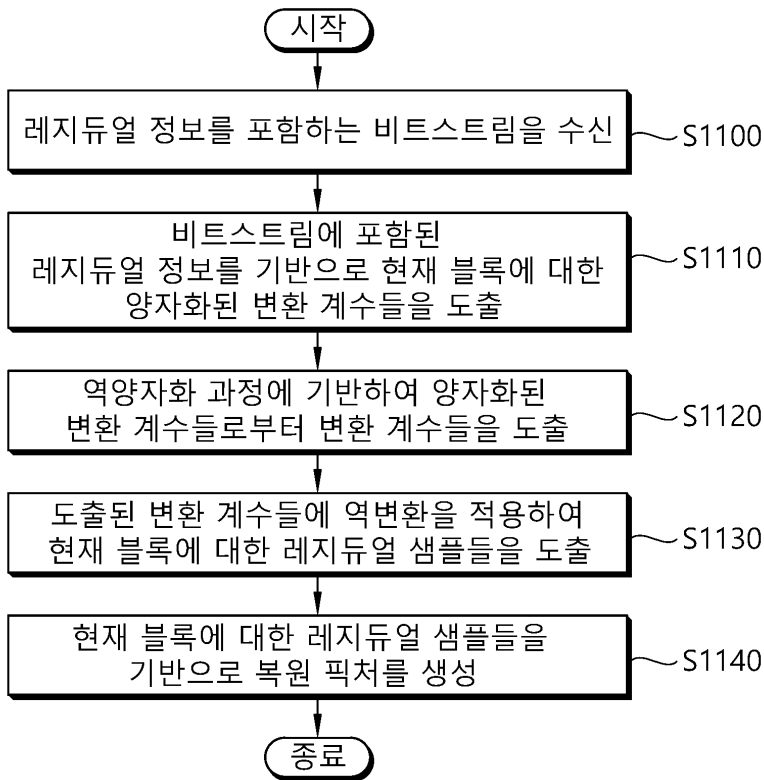 시작
레지듀얼 정보를 포함하는 비트스트림을 수신
S1100
비트스트림에 포함된
레지듀얼 정보를 기반으로 현재 블록에 대한
양자화된 변환 계수들을 도출
S1110
역양자화 과정에 기반하여 양자화된
변환 계수들로부터 변환 계수들을 도출
S1120
도출된 변환 계수들에 역변환을 적용하여
현재 블록에 대한 레지듀얼 샘플들을 도출
S1130
현재 블록에 대한 레지듀얼 샘플들을
기반으로 복원 픽처를 생성
S1140
종료